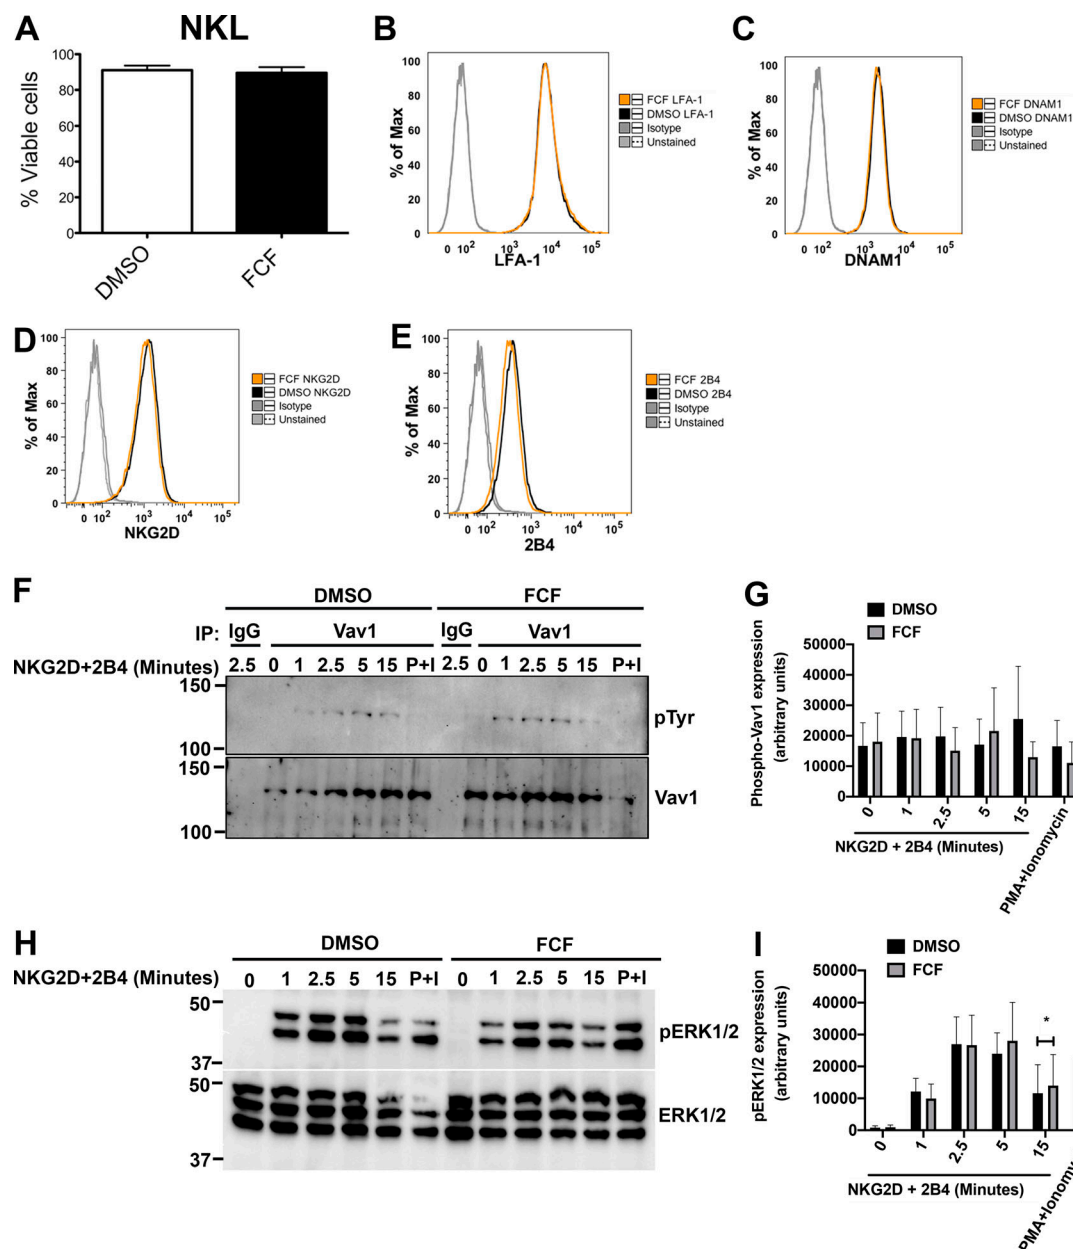 A
NKL
% Viable cells
100
80
60
40
20
0
DMSO
FCF
B
% of Max
100
80
60
40
20
0
0 10² 10³ 10⁴ 10⁵
LFA-1
FCF LFA-1
DMSO LFA-1
Isotype
Unstained
C
% of Max
100
80
60
40
20
0
0 10² 10³ 10⁴ 10⁵
DNAM1
FCF DNAM1
DMSO DNAM1
Isotype
Unstained
D
% of Max
100
80
60
40
20
0
0 10² 10³ 10⁴ 10⁵
NKG2D
FCF NKG2D
DMSO NKG2D
Isotype
Unstained
E
% of Max
100
80
60
40
20
0
0 10² 10³ 10⁴ 10⁵
2B4
FCF 2B4
DMSO 2B4
Isotype
Unstained
F
DMSO FCF
IP: IgG Vav1 IgG Vav1
NKG2D+2B4 (Minutes) 2.5 0 1 2.5 5 15 P+I 2.5 0 1 2.5 5 15 P+I
150
100
pTyr
150
100
Vav1
G
DMSO
FCF
Phospho-Vav1 expression
(arbitrary units)
50000
40000
30000
20000
10000
0
0 1 2.5 5 15
NKG2D + 2B4 (Minutes)
PMA+Ionomycin
H
DMSO FCF
NKG2D+2B4 (Minutes) 0 1 2.5 5 15 P+I 0 1 2.5 5 15 P+I
50
37
pERK1/2
50
37
ERK1/2
I
DMSO
FCF
pERK1/2 expression
(arbitrary units)
50000
40000
30000
20000
10000
0
*
0 1 2.5 5 15
NKG2D + 2B4 (Minutes)
PMA+Ionomy